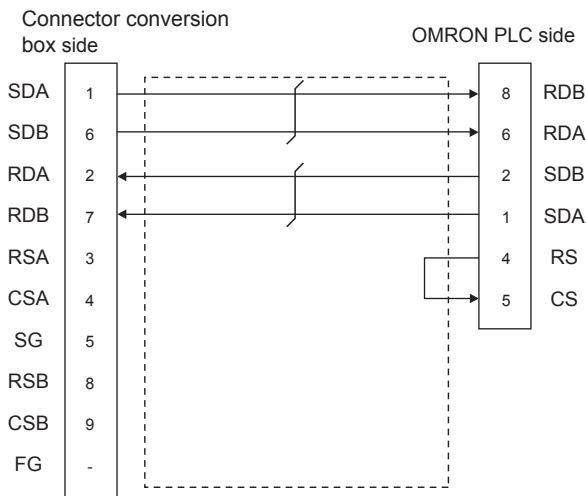 Connector conversion
box side
OMRON PLC side
SDA 1 8 RDB
SDB 6 6 RDA
RDA 2 2 SDB
RDB 7 1 SDA
RSA 3 4 RS
CSA 4 5 CS
SG 5
RSB 8
CSB 9
FG -